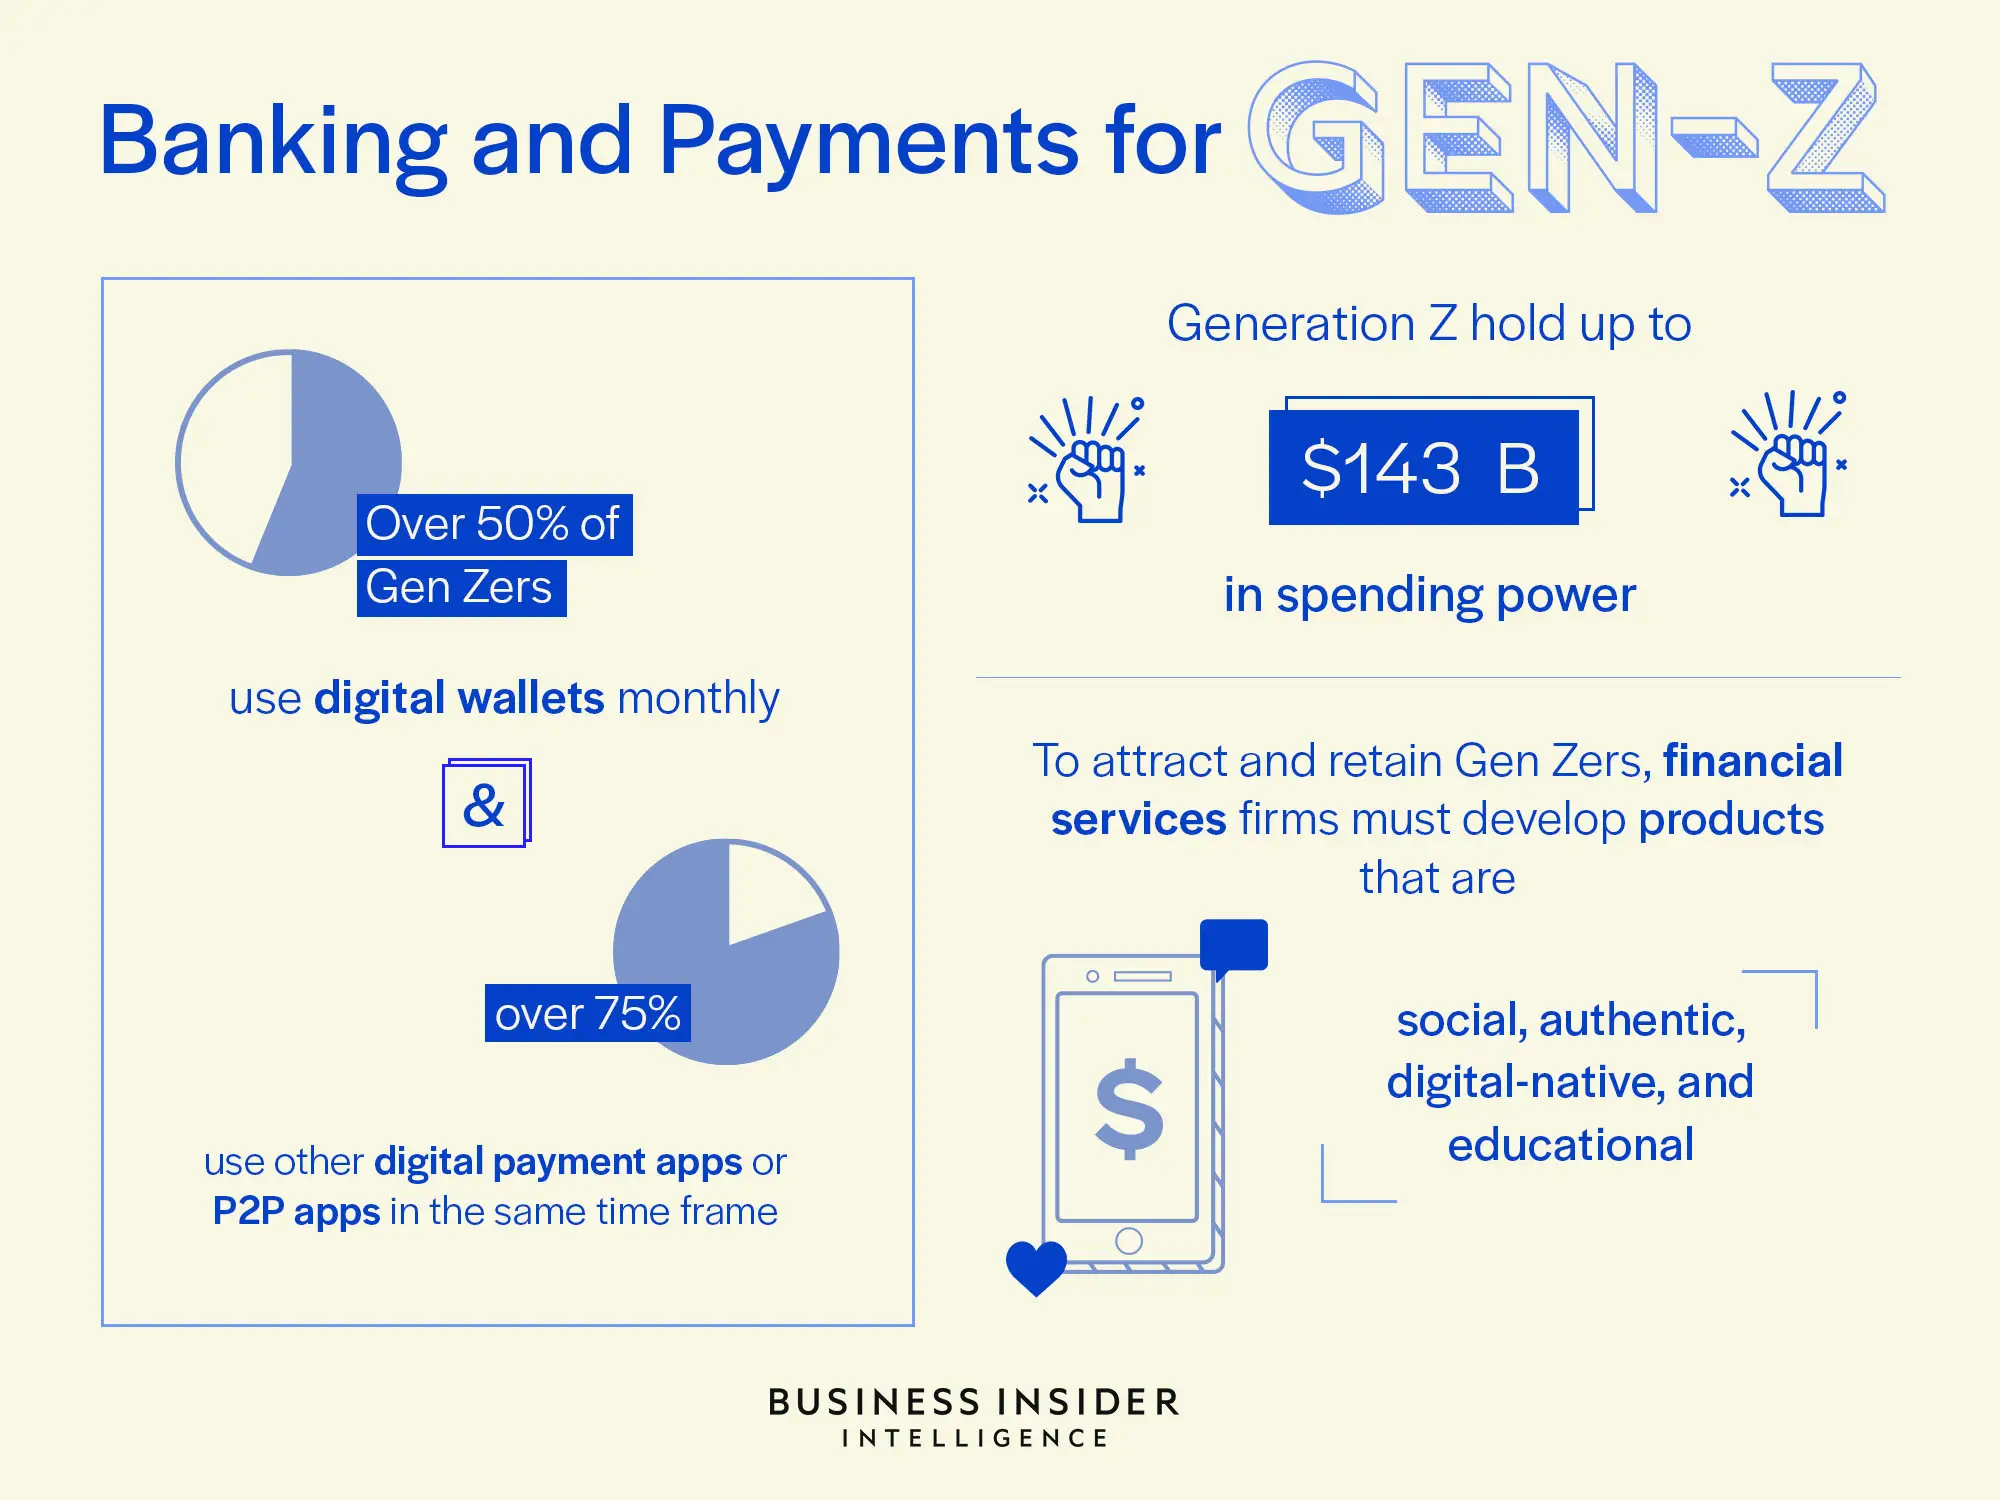 Banking and Payments for GEN-Z
Over 50% of
Gen Zers
use digital wallets monthly
&
over 75%
use other digital payment apps or
P2P apps in the same time frame
Generation Z hold up to
$143 B
in spending power
To attract and retain Gen Zers, financial
services firms must develop products
that are
$
social, authentic,
digital-native, and
educational
BUSINESS INSIDER
INTELLIGENCE